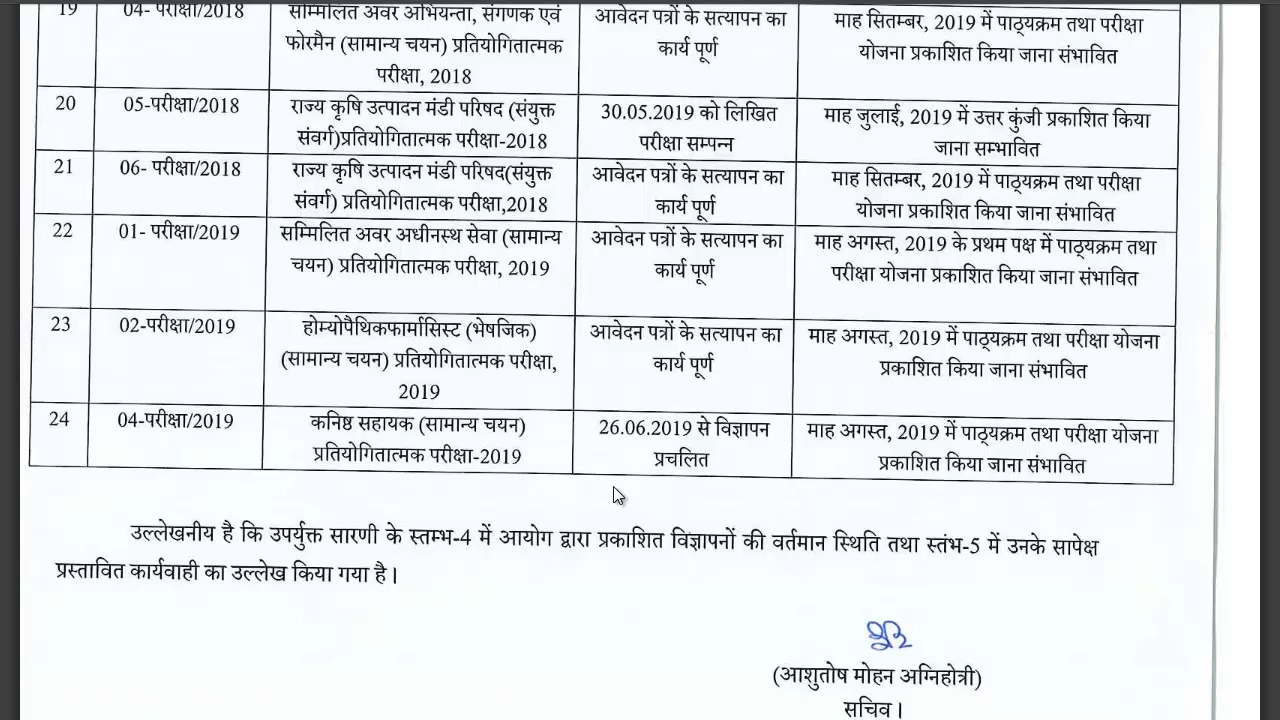 19 04- परीक्षा/2018 सम्मिलित अवर अभियन्ता, संगणक एवं आवेदन पत्रों के सत्यापन का माह सितम्बर, 2019 में पाठ्यक्रम तथा परीक्षा
फोरमैन (सामान्य चयन) प्रतियोगितात्मक कार्य पूर्ण योजना प्रकाशित किया जाना संभावित
परीक्षा, 2018
20 05-परीक्षा/2018 राज्य कृषि उत्पादन मंडी परिषद (संयुक्त 30.05.2019 को लिखित माह जुलाई, 2019 में उत्तर कुंजी प्रकाशित किया
संवर्ग)प्रतियोगितात्मक परीक्षा-2018 परीक्षा सम्पन्न जाना सम्भावित
21 06- परीक्षा/2018 राज्य कृषि उत्पादन मंडी परिषद(संयुक्त आवेदन पत्रों के सत्यापन का माह सितम्बर, 2019 में पाठ्यक्रम तथा परीक्षा
संवर्ग) प्रतियोगितात्मक परीक्षा,2018 कार्य पूर्ण योजना प्रकाशित किया जाना संभावित
22 01- परीक्षा/2019 सम्मिलित अवर अधीनस्थ सेवा (सामान्य आवेदन पत्रों के सत्यापन का माह अगस्त, 2019 के प्रथम पक्ष में पाठ्यक्रम तथा
चयन) प्रतियोगितात्मक परीक्षा, 2019 कार्य पूर्ण परीक्षा योजना प्रकाशित किया जाना संभावित
23 02-परीक्षा/2019 होम्योपैथिकफार्मासिस्ट (भेषजिक) आवेदन पत्रों के सत्यापन का माह अगस्त, 2019 में पाठ्यक्रम तथा परीक्षा योजना
(सामान्य चयन) प्रतियोगितात्मक परीक्षा, कार्य पूर्ण प्रकाशित किया जाना संभावित
2019
24 04-परीक्षा/2019 कनिष्ठ सहायक (सामान्य चयन) 26.06.2019 से विज्ञापन माह अगस्त, 2019 में पाठ्यक्रम तथा परीक्षा योजना
प्रतियोगितात्मक परीक्षा-2019 प्रचलित प्रकाशित किया जाना संभावित
उल्लेखनीय है कि उपर्युक्त सारणी के स्तम्भ-4 में आयोग द्वारा प्रकाशित विज्ञापनों की वर्तमान स्थिति तथा स्तंभ-5 में उनके सापेक्ष
प्रस्तावित कार्यवाही का उल्लेख किया गया है।
(आशुतोष मोहन अग्निहोत्री)
सचिव।